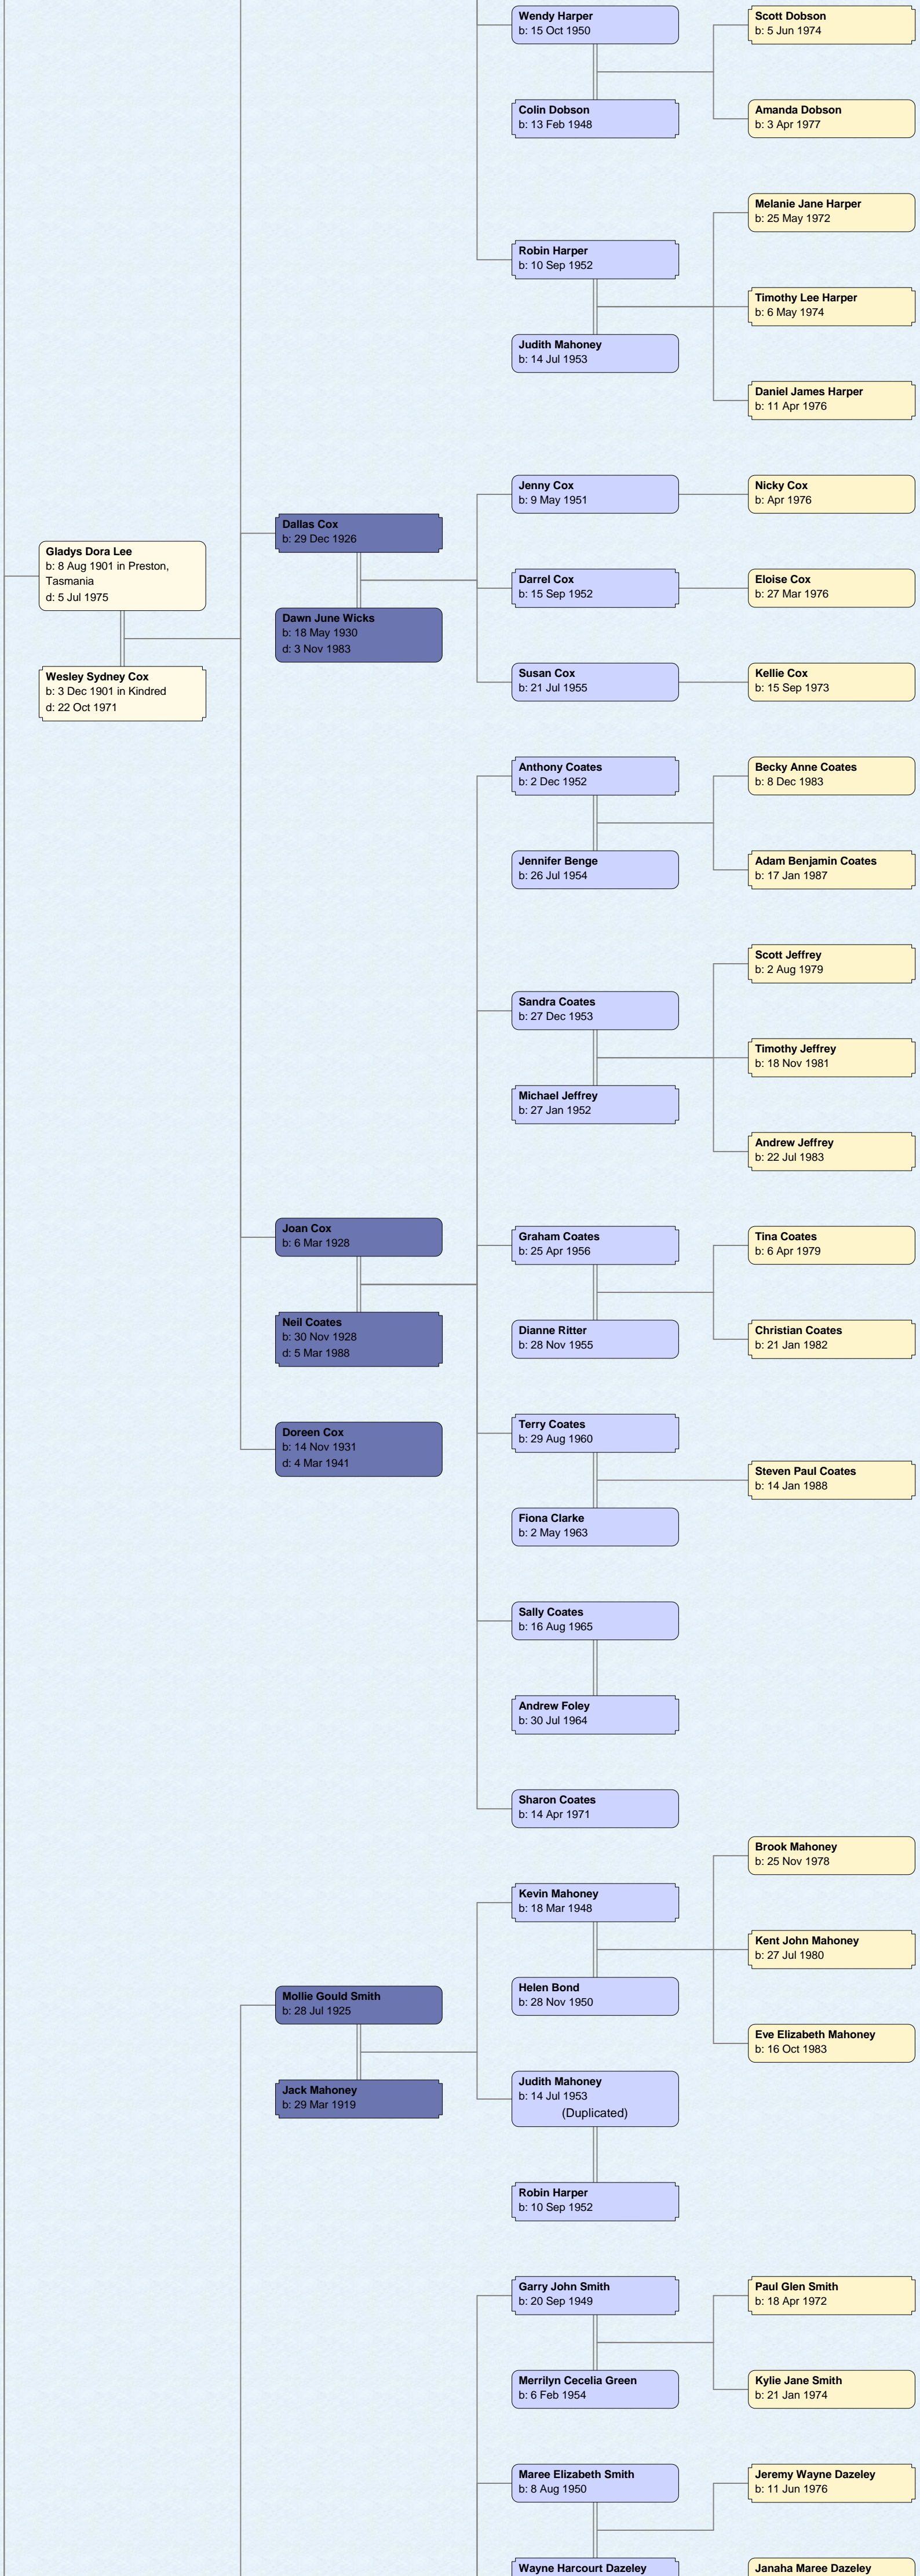 Wendy Harper
b: 15 Oct 1950
Colin Dobson
b: 13 Feb 1948
Scott Dobson
b: 5 Jun 1974
Amanda Dobson
b: 3 Apr 1977
Robin Harper
b: 10 Sep 1952
Judith Mahoney
b: 14 Jul 1953
Melanie Jane Harper
b: 25 May 1972
Timothy Lee Harper
b: 6 May 1974
Daniel James Harper
b: 11 Apr 1976
Gladys Dora Lee
b: 8 Aug 1901 in Preston,
Tasmania
d: 5 Jul 1975
Wesley Sydney Cox
b: 3 Dec 1901 in Kindred
d: 22 Oct 1971
Dallas Cox
b: 29 Dec 1926
Dawn June Wicks
b: 18 May 1930
d: 3 Nov 1983
Jenny Cox
b: 9 May 1951
Nicky Cox
b: Apr 1976
Darrel Cox
b: 15 Sep 1952
Eloise Cox
b: 27 Mar 1976
Susan Cox
b: 21 Jul 1955
Kellie Cox
b: 15 Sep 1973
Joan Cox
b: 6 Mar 1928
Neil Coates
b: 30 Nov 1928
d: 5 Mar 1988
Anthony Coates
b: 2 Dec 1952
Jennifer Benge
b: 26 Jul 1954
Becky Anne Coates
b: 8 Dec 1983
Adam Benjamin Coates
b: 17 Jan 1987
Sandra Coates
b: 27 Dec 1953
Michael Jeffrey
b: 27 Jan 1952
Scott Jeffrey
b: 2 Aug 1979
Timothy Jeffrey
b: 18 Nov 1981
Andrew Jeffrey
b: 22 Jul 1983
Graham Coates
b: 25 Apr 1956
Dianne Ritter
b: 28 Nov 1955
Tina Coates
b: 6 Apr 1979
Christian Coates
b: 21 Jan 1982
Terry Coates
b: 29 Aug 1960
Fiona Clarke
b: 2 May 1963
Steven Paul Coates
b: 14 Jan 1988
Sally Coates
b: 16 Aug 1965
Andrew Foley
b: 30 Jul 1964
Sharon Coates
b: 14 Apr 1971
Doreen Cox
b: 14 Nov 1931
d: 4 Mar 1941
Mollie Gould Smith
b: 28 Jul 1925
Jack Mahoney
b: 29 Mar 1919
Kevin Mahoney
b: 18 Mar 1948
Helen Bond
b: 28 Nov 1950
Brook Mahoney
b: 25 Nov 1978
Kent John Mahoney
b: 27 Jul 1980
Eve Elizabeth Mahoney
b: 16 Oct 1983
Judith Mahoney
b: 14 Jul 1953
(Duplicated)
Robin Harper
b: 10 Sep 1952
Garry John Smith
b: 20 Sep 1949
Merrilyn Cecelia Green
b: 6 Feb 1954
Paul Glen Smith
b: 18 Apr 1972
Kylie Jane Smith
b: 21 Jan 1974
Maree Elizabeth Smith
b: 8 Aug 1950
Wayne Harcourt Dazeley
Jeremy Wayne Dazeley
b: 11 Jun 1976
Janaha Maree Dazeley